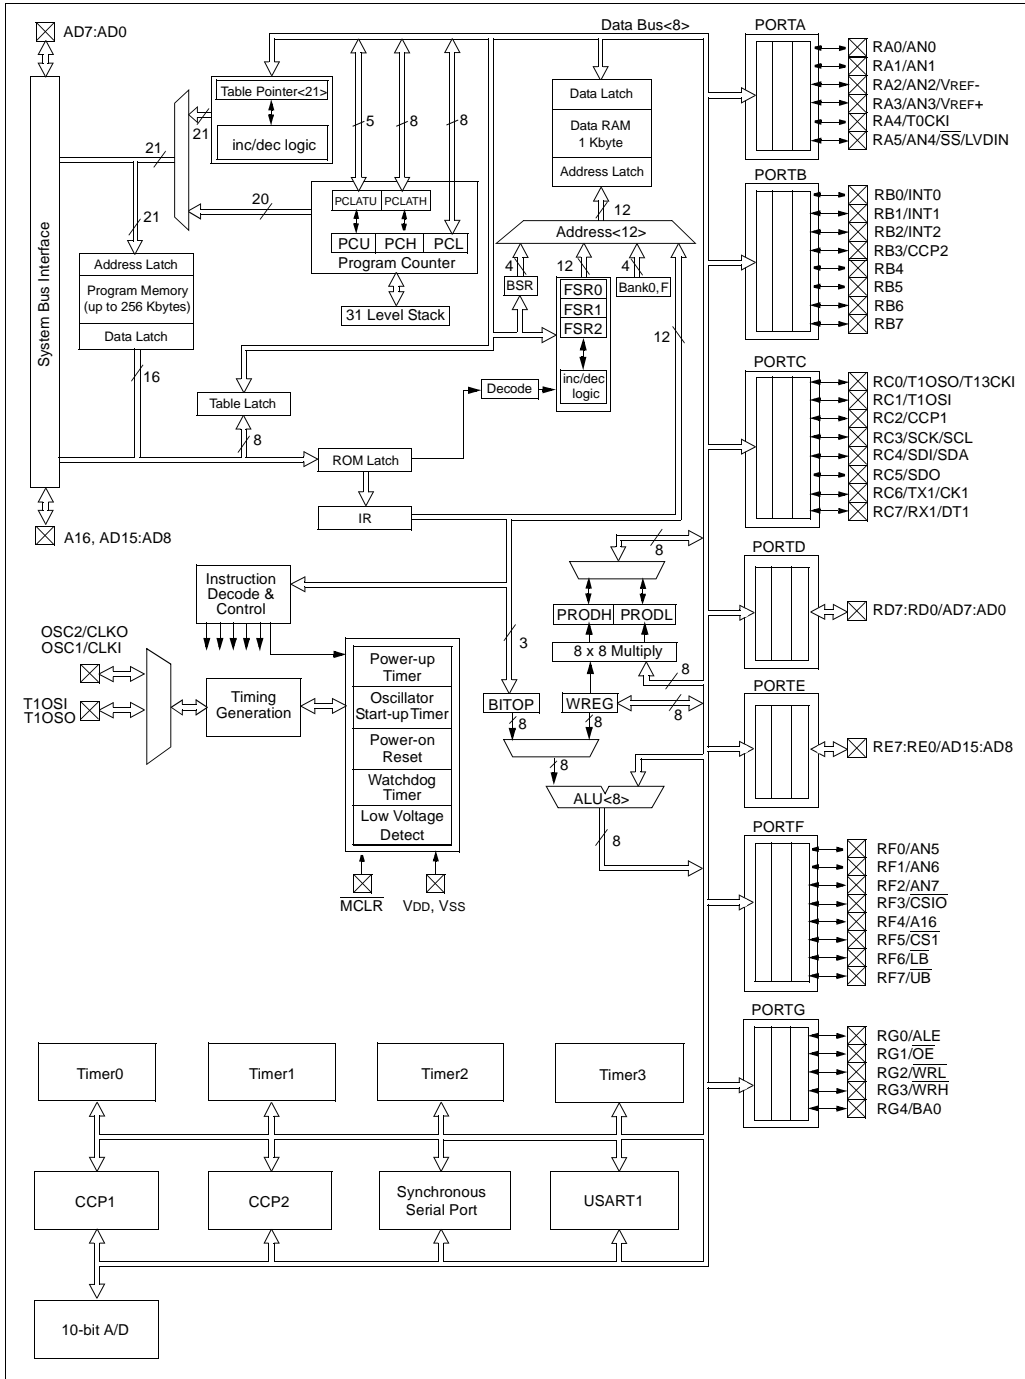 AD7:AD0
Data Bus<8>
Table Pointer<21>
inc/dec logic
21
21
5
8
8
20
21
PCLATU
PCLATH
PCU
PCH
PCL
Program Counter
31 Level Stack
System Bus Interface
Address Latch
Program Memory
(up to 256 Kbytes)
Data Latch
16
Table Latch
8
Data Latch
Data RAM
1 Kbyte
Address Latch
12
Address<12>
4
12
4
BSR
FSR0
FSR1
FSR2
Bank0, F
inc/dec
logic
12
Decode
ROM Latch
IR
A16, AD15:AD8
Instruction
Decode &
Control
OSC2/CLKO
OSC1/CLKI
T1OSI
T1OSO
Timing
Generation
Power-up
Timer
Oscillator
Start-up Timer
Power-on
Reset
Watchdog
Timer
Low Voltage
Detect
MCLR
VDD, VSS
8
PRODH
PRODL
8 x 8 Multiply
3
8
BITOP
WREG
8
8
8
8
ALU<8>
8
PORTA
RA0/AN0
RA1/AN1
RA2/AN2/VREF-
RA3/AN3/VREF+
RA4/T0CKI
RA5/AN4/SS/LVDIN
PORTB
RB0/INT0
RB1/INT1
RB2/INT2
RB3/CCP2
RB4
RB5
RB6
RB7
PORTC
RC0/T1OSO/T13CKI
RC1/T1OSI
RC2/CCP1
RC3/SCK/SCL
RC4/SDI/SDA
RC5/SDO
RC6/TX1/CK1
RC7/RX1/DT1
PORTD
RD7:RD0/AD7:AD0
PORTE
RE7:RE0/AD15:AD8
PORTF
RF0/AN5
RF1/AN6
RF2/AN7
RF3/CSIO
RF4/A16
RF5/CS1
RF6/LB
RF7/UB
PORTG
RG0/ALE
RG1/OE
RG2/WRL
RG3/WRH
RG4/BA0
Timer0
Timer1
Timer2
Timer3
CCP1
CCP2
Synchronous
Serial Port
USART1
10-bit A/D